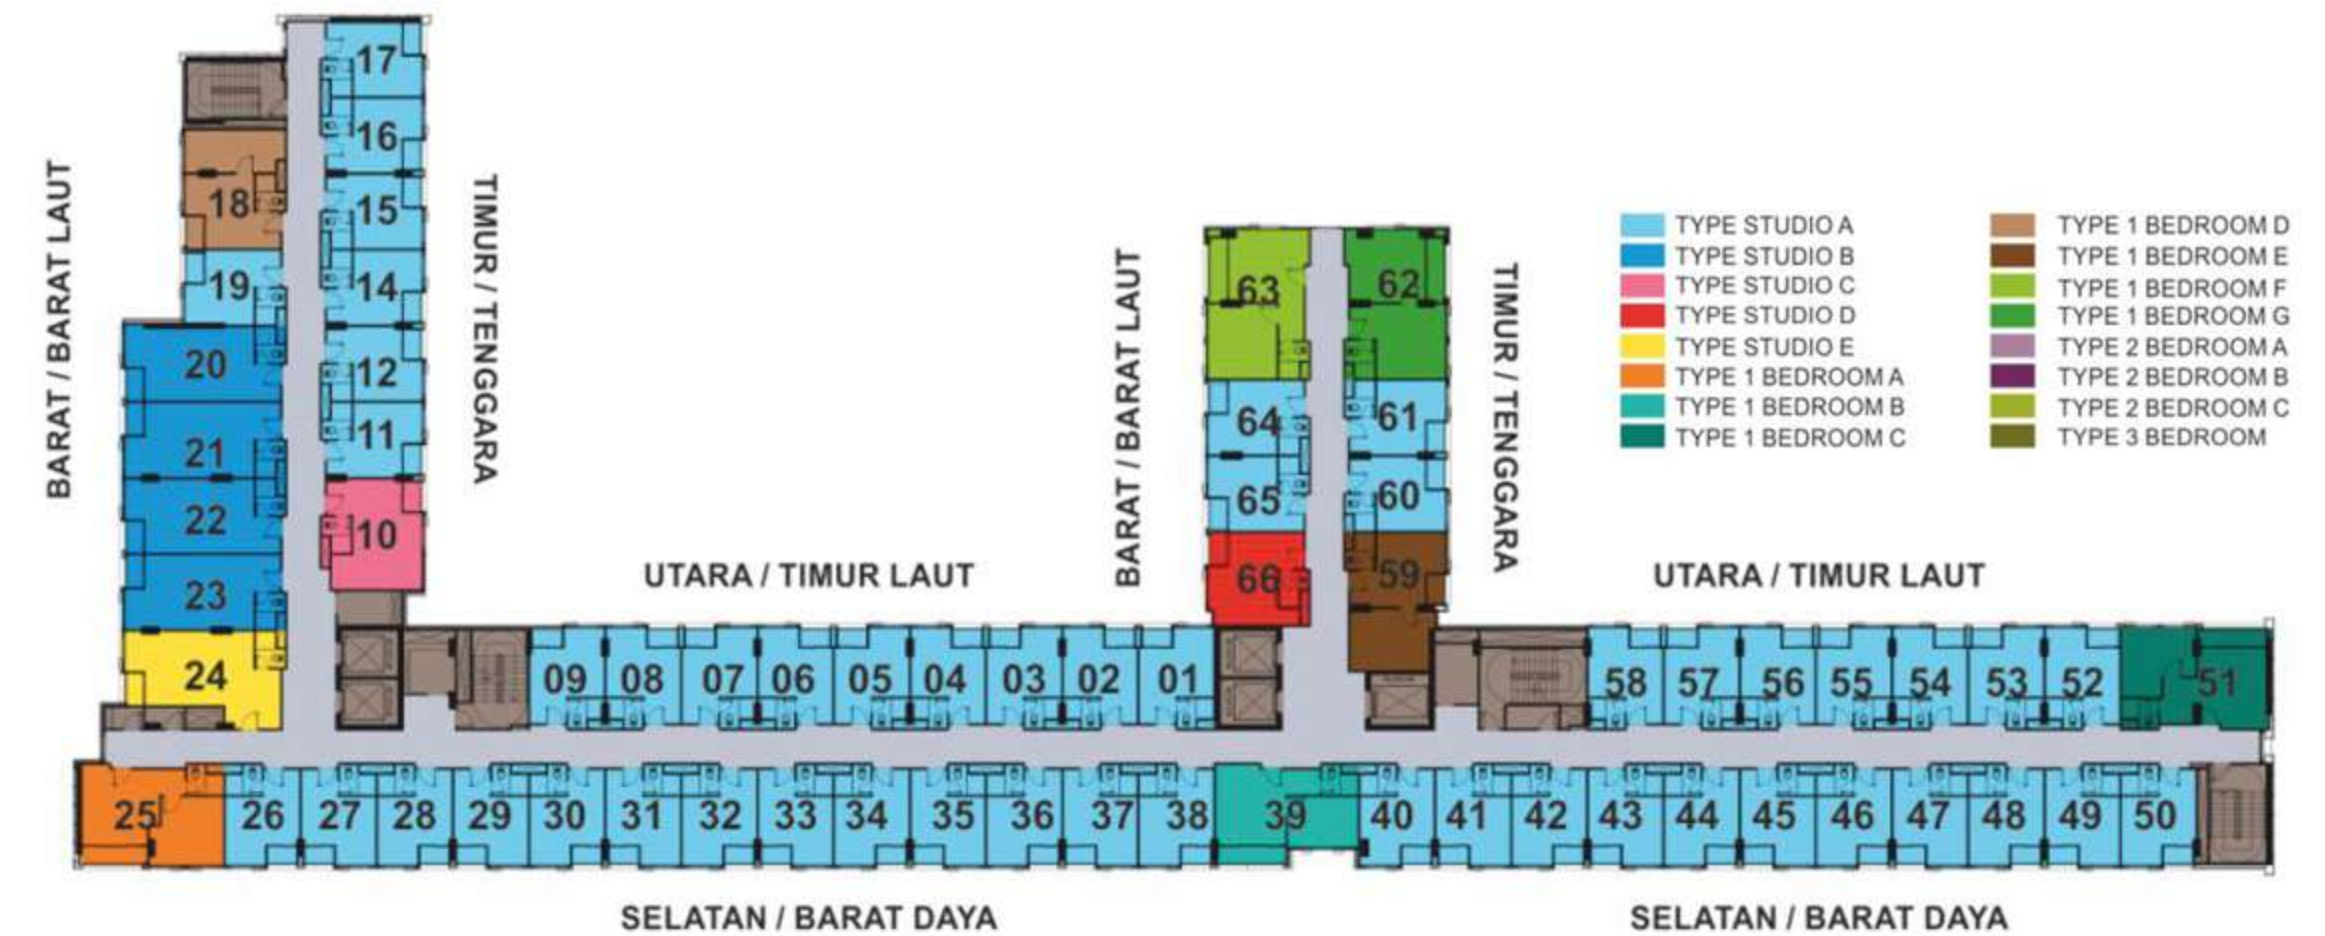 17
16
15
14
12
11
10
18
19
20
21
22
23
24
BARAT / BARAT LAUT
TIMUR / TENGGARA
UTARA / TIMUR LAUT
BARAT / BARAT LAUT
TIMUR / TENGGARA
UTARA / TIMUR LAUT
63
62
64
61
65
60
66
59
TYPE STUDIO A
TYPE STUDIO B
TYPE STUDIO C
TYPE STUDIO D
TYPE STUDIO E
TYPE 1 BEDROOM A
TYPE 1 BEDROOM B
TYPE 1 BEDROOM C
TYPE 1 BEDROOM D
TYPE 1 BEDROOM E
TYPE 1 BEDROOM F
TYPE 1 BEDROOM G
TYPE 2 BEDROOM A
TYPE 2 BEDROOM B
TYPE 2 BEDROOM C
TYPE 3 BEDROOM
09 08 07 06 05 04 03 02 01
58 57 56 55 54 53 52 51
25 26 27 28 29 30 31 32 33 34 35 36 37 38 39 40 41 42 43 44 45 46 47 48 49 50
SELATAN / BARAT DAYA
SELATAN / BARAT DAYA